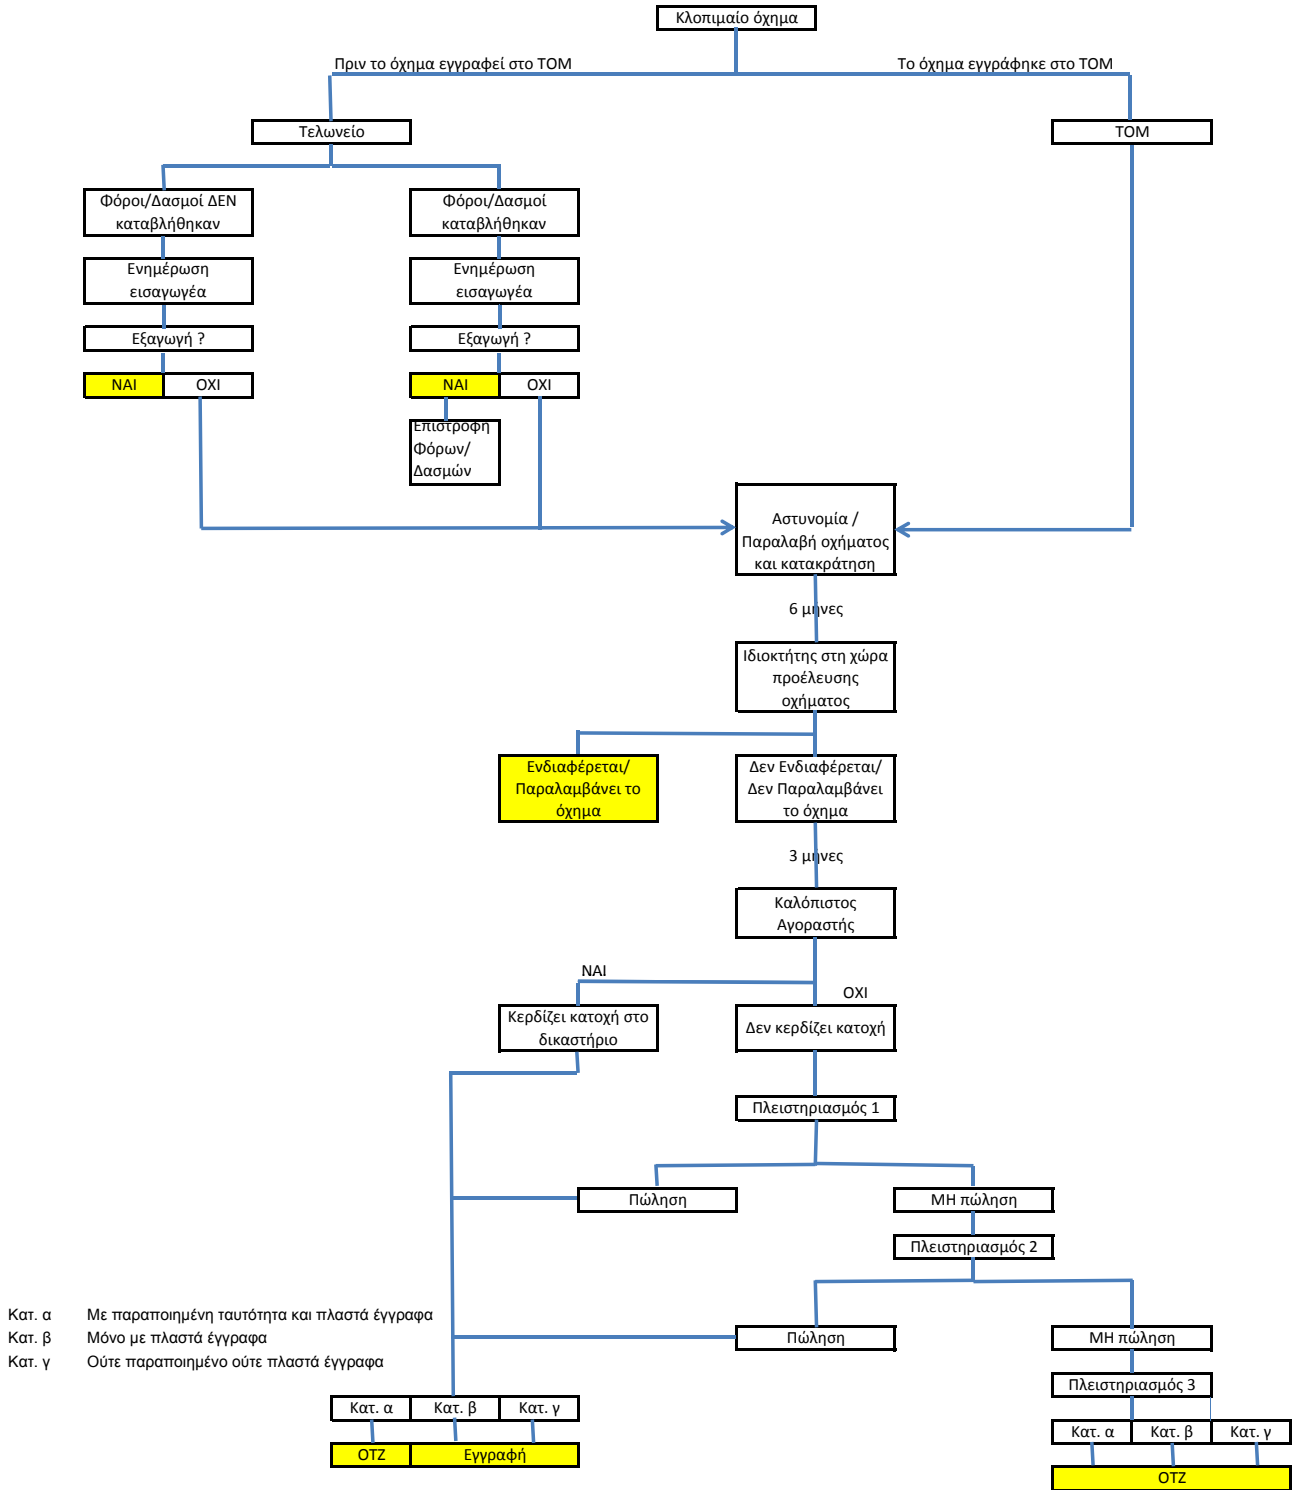 Κλοπιμαίο όχημα
Πριν το όχημα εγγραφεί στο ΤΟΜ
Το όχημα εγγράφηκε στο ΤΟΜ
Τελωνείο
ΤΟΜ
Φόροι/Δασμοί ΔΕΝ
καταβλήθηκαν
Φόροι/Δασμοί
καταβλήθηκαν
Ενημέρωση
εισαγωγέα
Ενημέρωση
εισαγωγέα
Εξαγωγή ?
Εξαγωγή ?
ΝΑΙ
ΟΧΙ
ΝΑΙ
ΟΧΙ
Επιστροφή
Φόρων/
Δασμών
Αστυνομία /
Παραλαβή οχήματος
και κατακράτηση
6 μήνες
Ιδιοκτήτης στη χώρα
προέλευσης
οχήματος
Ενδιαφέρεται/
Παραλαμβάνει το
όχημα
Δεν Ενδιαφέρεται/
Δεν Παραλαμβάνει
το όχημα
3 μήνες
Καλόπιστος
Αγοραστής
ΝΑΙ
ΟΧΙ
Κερδίζει κατοχή στο
δικαστήριο
Δεν κερδίζει κατοχή
Πλειστηριασμός 1
Πώληση
ΜΗ πώληση
Πλειστηριασμός 2
Κατ. α Με παραποιημένη ταυτότητα και πλαστά έγγραφα
Κατ. β Μόνο με πλαστά έγγραφα
Κατ. γ Ούτε παραποιημένο ούτε πλαστά έγγραφα
Πώληση
ΜΗ πώληση
Πλειστηριασμός 3
Κατ. α
Κατ. β
Κατ. γ
ΟΤΖ
Εγγραφή
Κατ. α
Κατ. β
Κατ. γ
ΟΤΖ